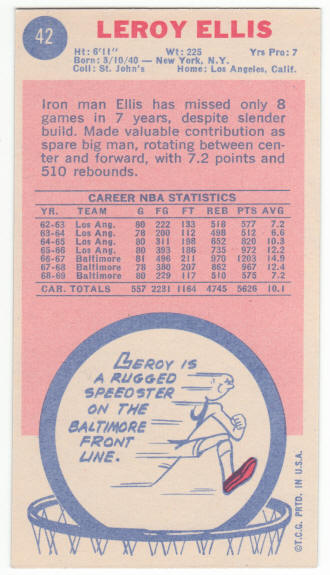 42
LEROY ELLIS
Ht: 6'11" Wt: 225 Yrs Pro: 7
Born: 3/10/40 — New York, N.Y.
Coll: St. John's Home: Los Angeles, Calif.
Iron man Ellis has missed only 8
games in 7 years, despite slender
build. Made valuable contribution as
spare big man, rotating between cen-
ter and forward, with 7.2 points and
510 rebounds.
CAREER NBA STATISTICS
YR. TEAM G FG FT REB PTS AVG
62-63 Los Ang. 80 222 133 518 577 7.2
63-64 Los Ang. 78 200 112 498 512 6.6
64-65 Los Ang. 80 311 198 652 820 10.3
65-66 Los Ang. 80 393 186 735 972 12.2
66-67 Baltimore 81 496 211 970 1203 14.9
67-68 Baltimore 78 380 207 862 967 12.4
68-69 Baltimore 80 229 117 510 575 7.2
CAR. TOTALS 557 2231 1164 4745 5626 10.1
LEROY IS
A RUGGED
SPEEDSTER
ON THE
BALTIMORE
FRONT
LINE.
©T.C.G. PRTD. IN U.S.A.